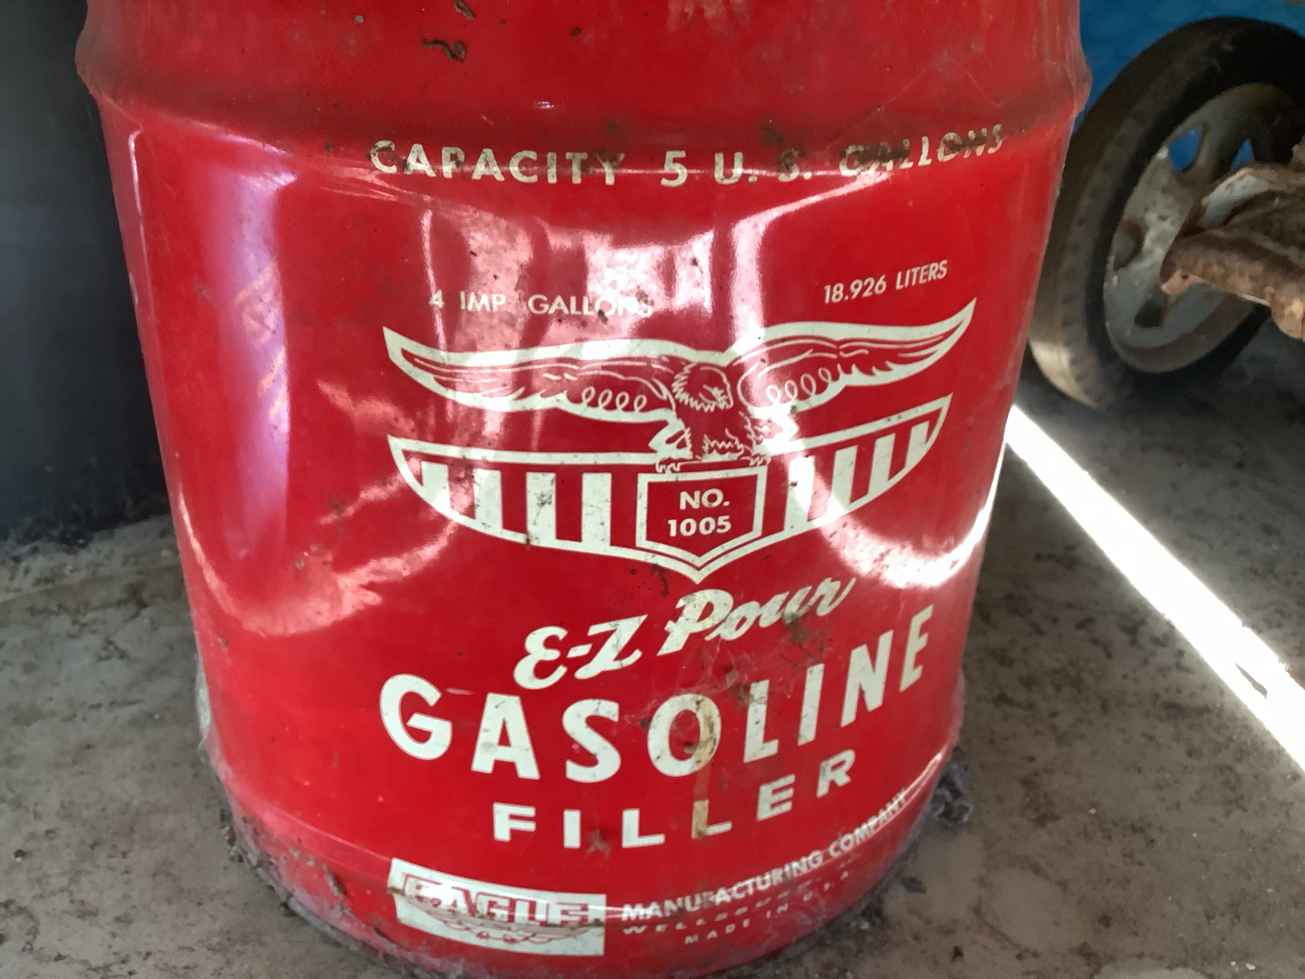 CAPACITY 5 U. S. GALLONS
4 IMP. GALLONS
18.926 LITERS
NO.
1005
E-Z Pour
GASOLINE
FILLER
EAGLE
MANUFACTURING COMPANY
MADE IN U.S.A.